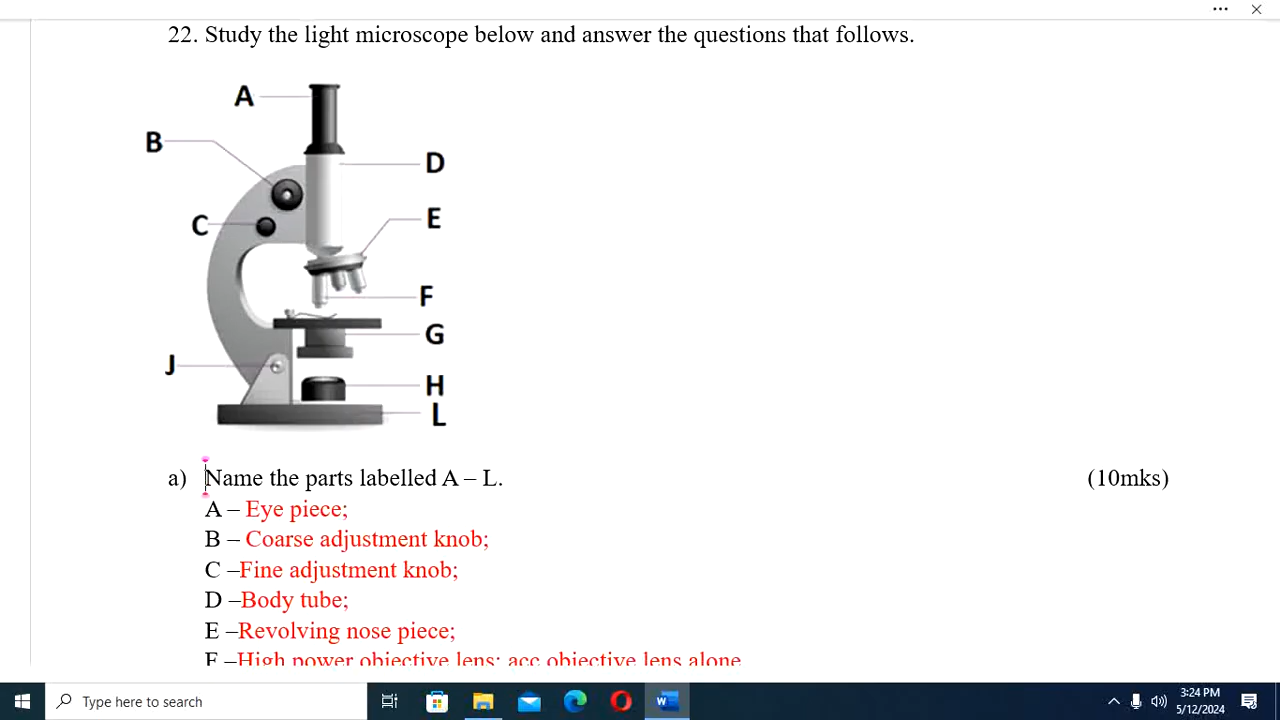 22. Study the light microscope below and answer the questions that follows.
A
B
D
C
E
F
G
J
H
L
a) Name the parts labelled A – L. (10mks)
A – Eye piece;
B – Coarse adjustment knob;
C –Fine adjustment knob;
D –Body tube;
E –Revolving nose piece;
F –High power objective lens; acc objective lens alone
Type here to search
W
3:24 PM
5/12/2024